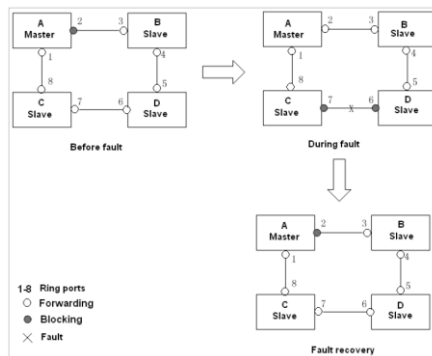 A
Master
2
3
B
Slave
1
4
8
5
C
Slave
7
6
D
Slave
Before fault
A
Master
2
3
B
Slave
1
4
8
5
C
Slave
7
6
D
Slave
During fault
A
Master
2
3
B
Slave
1
4
8
5
C
Slave
7
6
D
Slave
Fault recovery
1-8 Ring ports
Forwarding
Blocking
Fault